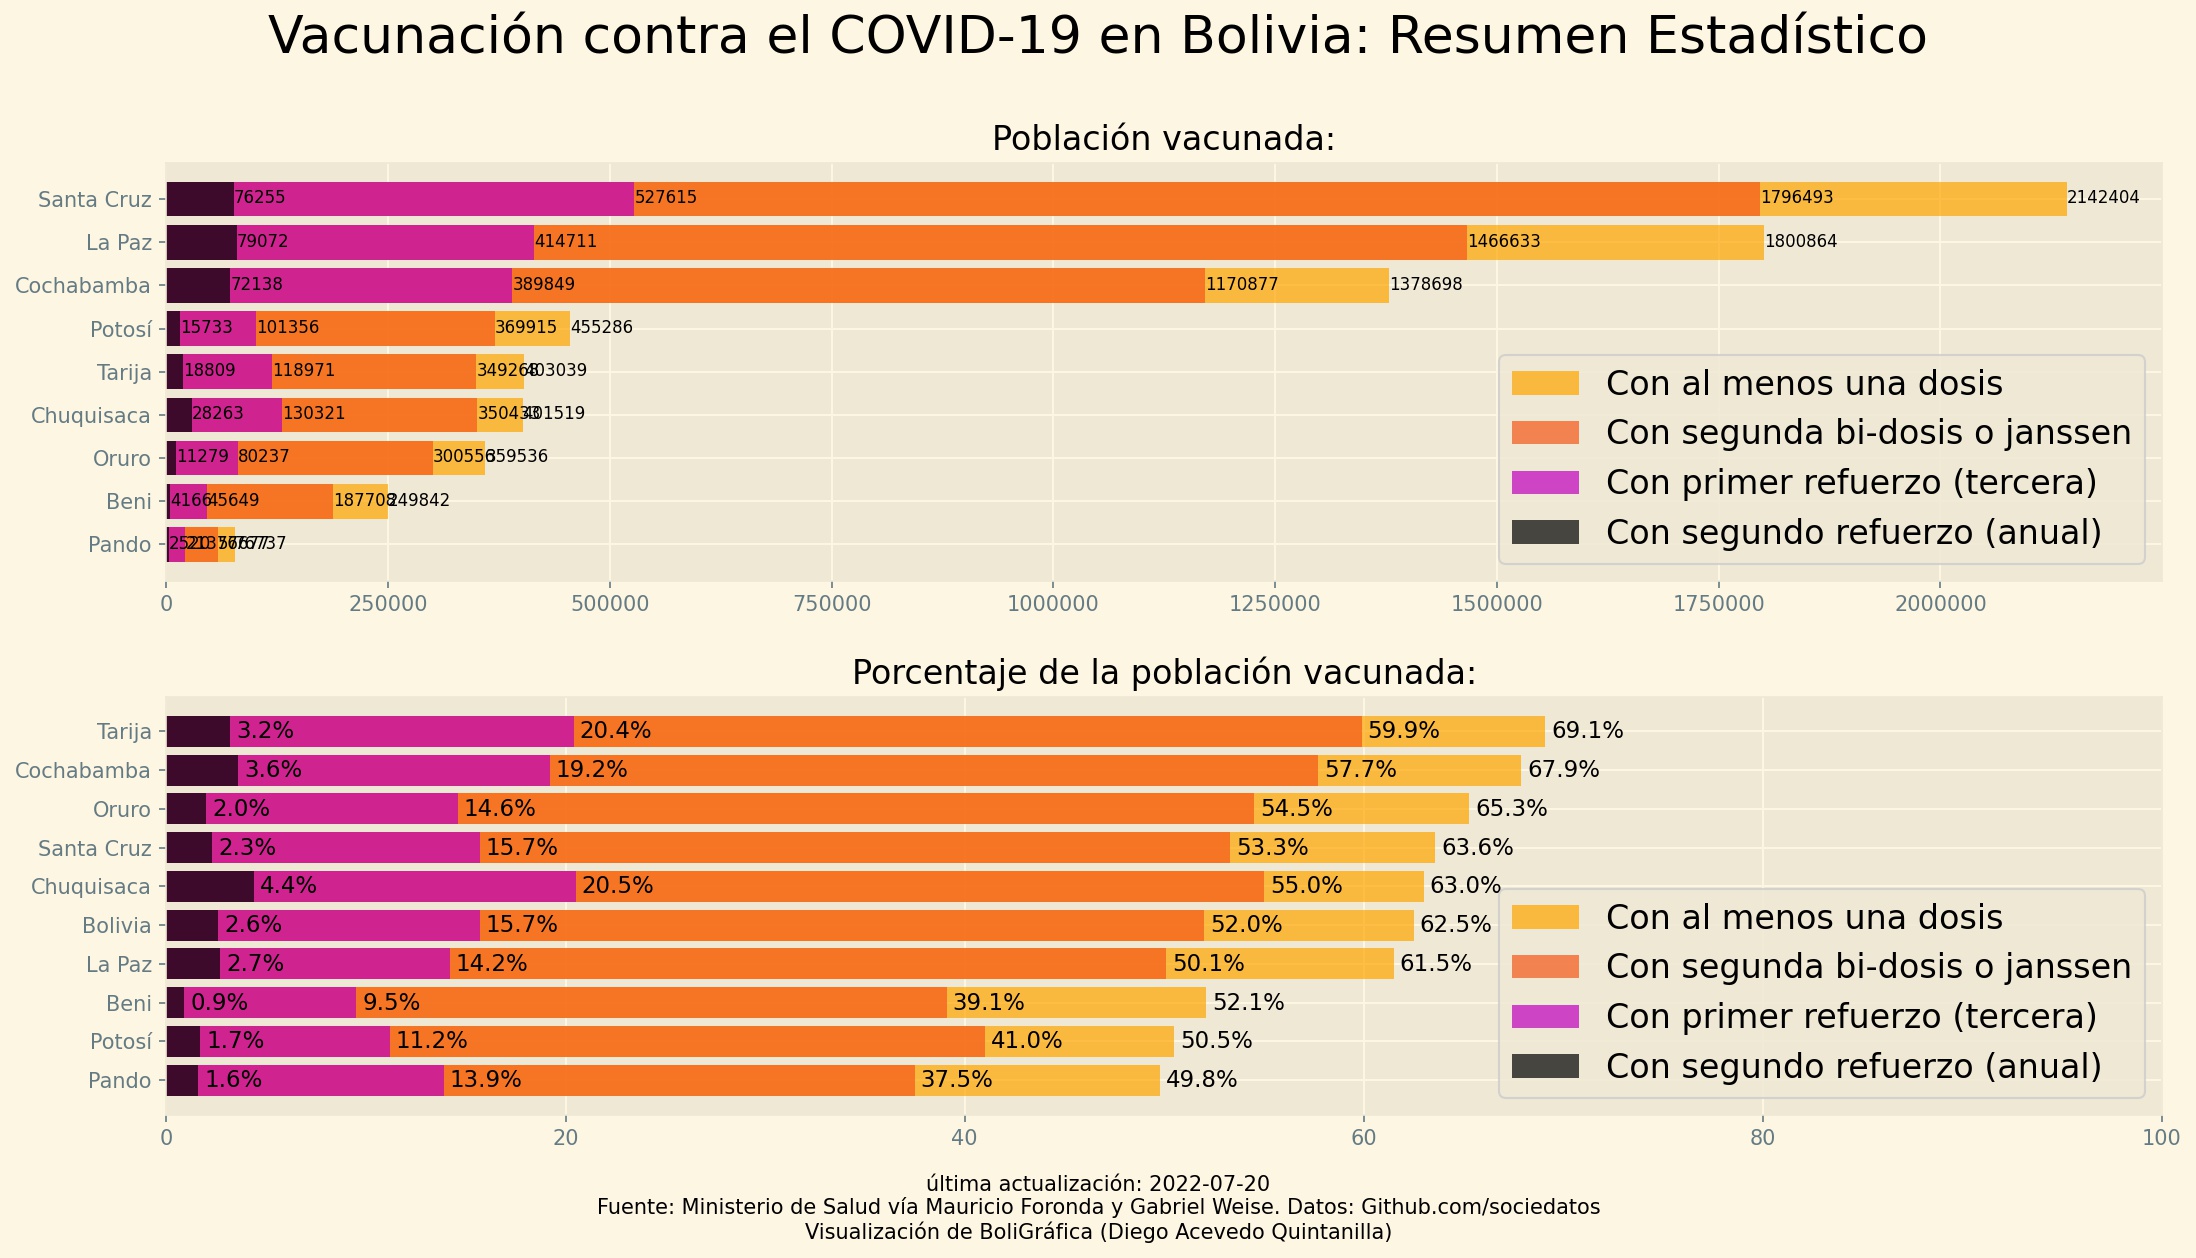 Vacunación contra el COVID-19 en Bolivia: Resumen Estadístico
Población vacunada:
Santa Cruz 76255 527615 1796493 2142404
La Paz 79072 414711 1466633 1800864
Cochabamba 72138 389849 1170877 1378698
Potosí 15733 101356 369915 455286
Tarija 18809 118971 403039
Chuquisaca 28263 130321 401519
Oruro 11279 80237 359536
Beni 4166 45649 187708 249842
Pando
Con al menos una dosis
Con segunda bi-dosis o janssen
Con primer refuerzo (tercera)
Con segundo refuerzo (anual)
0 250000 500000 750000 1000000 1250000 1500000 1750000 2000000
Porcentaje de la población vacunada:
Tarija 3.2% 20.4% 59.9% 69.1%
Cochabamba 3.6% 19.2% 57.7% 67.9%
Oruro 2.0% 14.6% 54.5% 65.3%
Santa Cruz 2.3% 15.7% 53.3% 63.6%
Chuquisaca 4.4% 20.5% 55.0% 63.0%
Bolivia 2.6% 15.7% 52.0% 62.5%
La Paz 2.7% 14.2% 50.1% 61.5%
Beni 0.9% 9.5% 39.1% 52.1%
Potosí 1.7% 11.2% 41.0% 50.5%
Pando 1.6% 13.9% 37.5% 49.8%
Con al menos una dosis
Con segunda bi-dosis o janssen
Con primer refuerzo (tercera)
Con segundo refuerzo (anual)
0 20 40 60 80 100
última actualización: 2022-07-20
Fuente: Ministerio de Salud vía Mauricio Foronda y Gabriel Weise. Datos: Github.com/sociedatos
Visualización de BoliGráfica (Diego Acevedo Quintanilla)